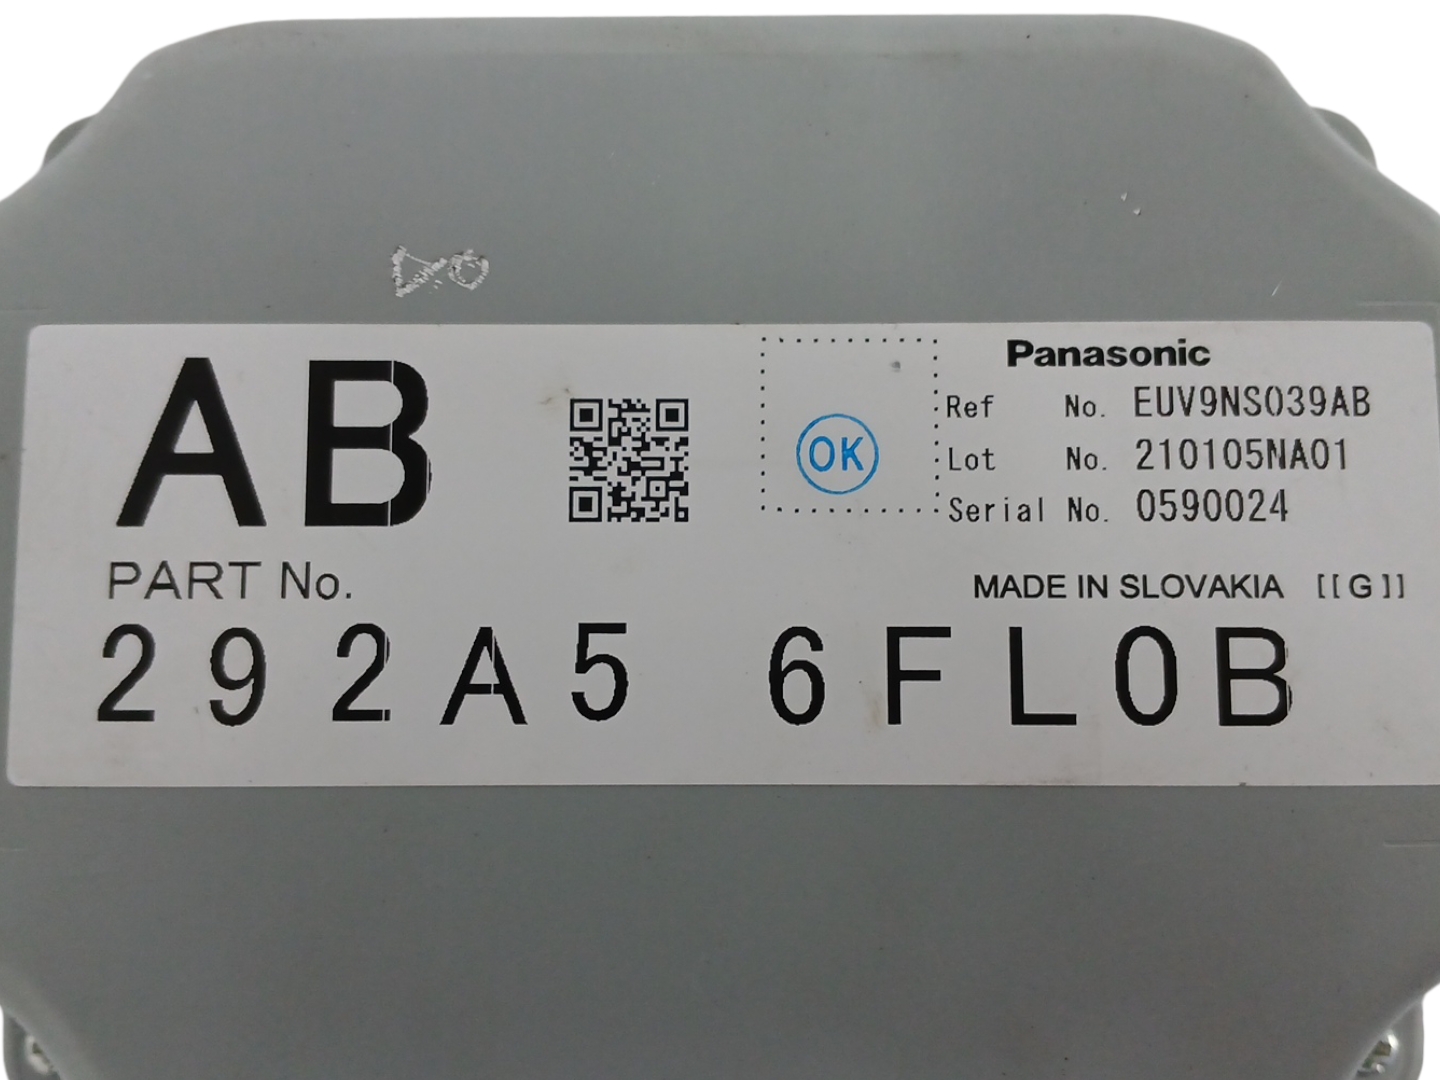 AB
OK
Panasonic
Ref No. EUV9NS039AB
Lot No. 210105NA01
Serial No. 0590024
PART No.
MADE IN SLOVAKIA [[G]]
292A5 6FL0B